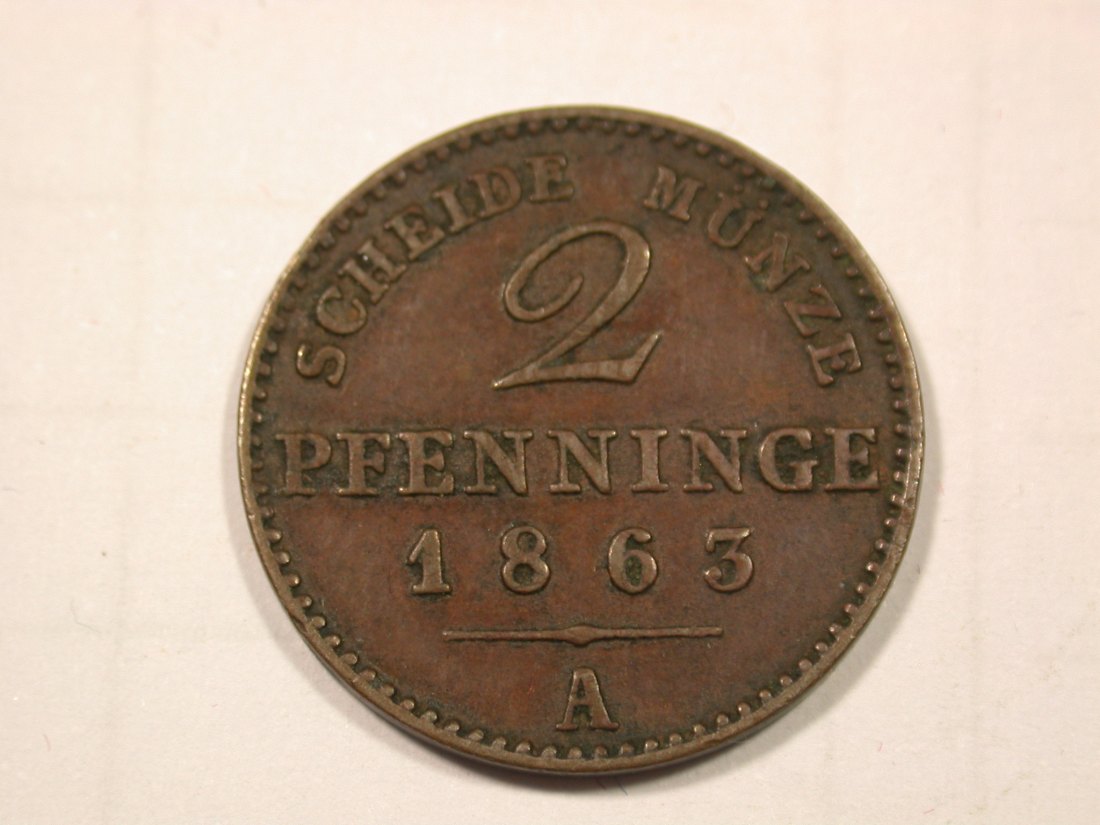 SCHEIDE MÜNZE
2
PFENNINGE
1863
A